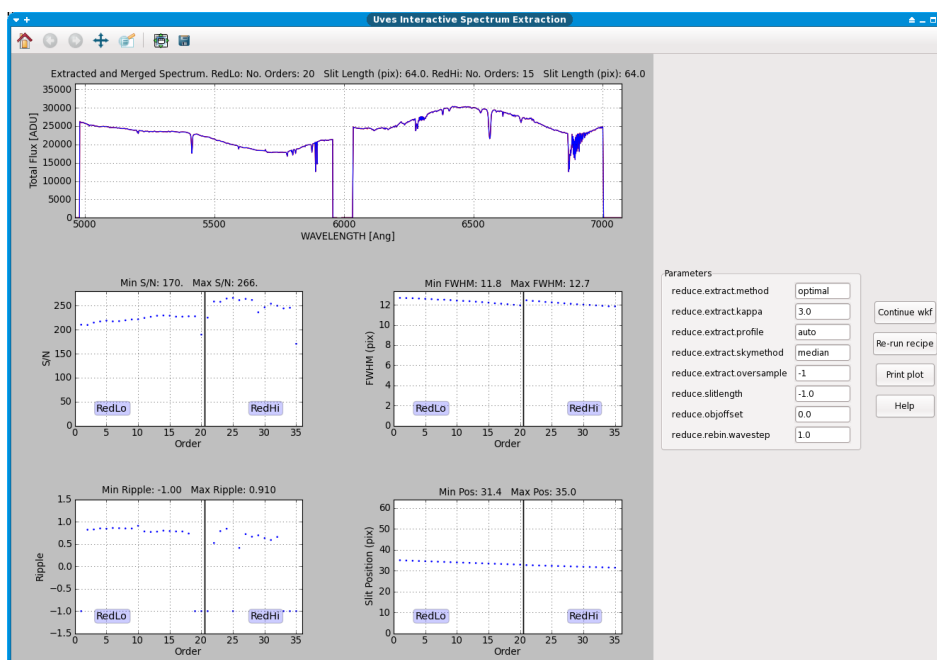 Uves Interactive Spectrum Extraction
Extracted and Merged Spectrum. RedLo: No. Orders: 20 Slit Length (pix): 64.0. RedHi: No. Orders: 15 Slit Length (pix): 64.0
Total Flux [ADU]
35000
30000
25000
20000
15000
10000
5000
0
5000 5500 6000 6500 7000
WAVELENGTH [Ang]
Min S/N: 170. Max S/N: 266.
S/N
250
200
150
100
50
0
RedLo RedHi
0 5 10 15 20 25 30 35
Order
Min FWHM: 11.8 Max FWHM: 12.7
FWHM (pix)
12
10
8
6
4
2
0
RedLo RedHi
0 5 10 15 20 25 30 35
Order
Min Ripple: -1.00 Max Ripple: 0.910
Ripple
1.5
1.0
0.5
0.0
-0.5
-1.0
-1.5
RedLo RedHi
0 5 10 15 20 25 30 35
Order
Min Pos: 31.4 Max Pos: 35.0
Slit Position (pix)
60
50
40
30
20
10
0
RedLo RedHi
0 5 10 15 20 25 30 35
Order
Parameters
reduce.extract.method optimal
reduce.extract.kappa 3.0
reduce.extract.profile auto
reduce.extract.skymethod median
reduce.extract.oversample -1
reduce.slitlength -1.0
reduce.objoffset 0.0
reduce.rebin.wavestep 1.0
Continue wkf
Re-run recipe
Print plot
Help